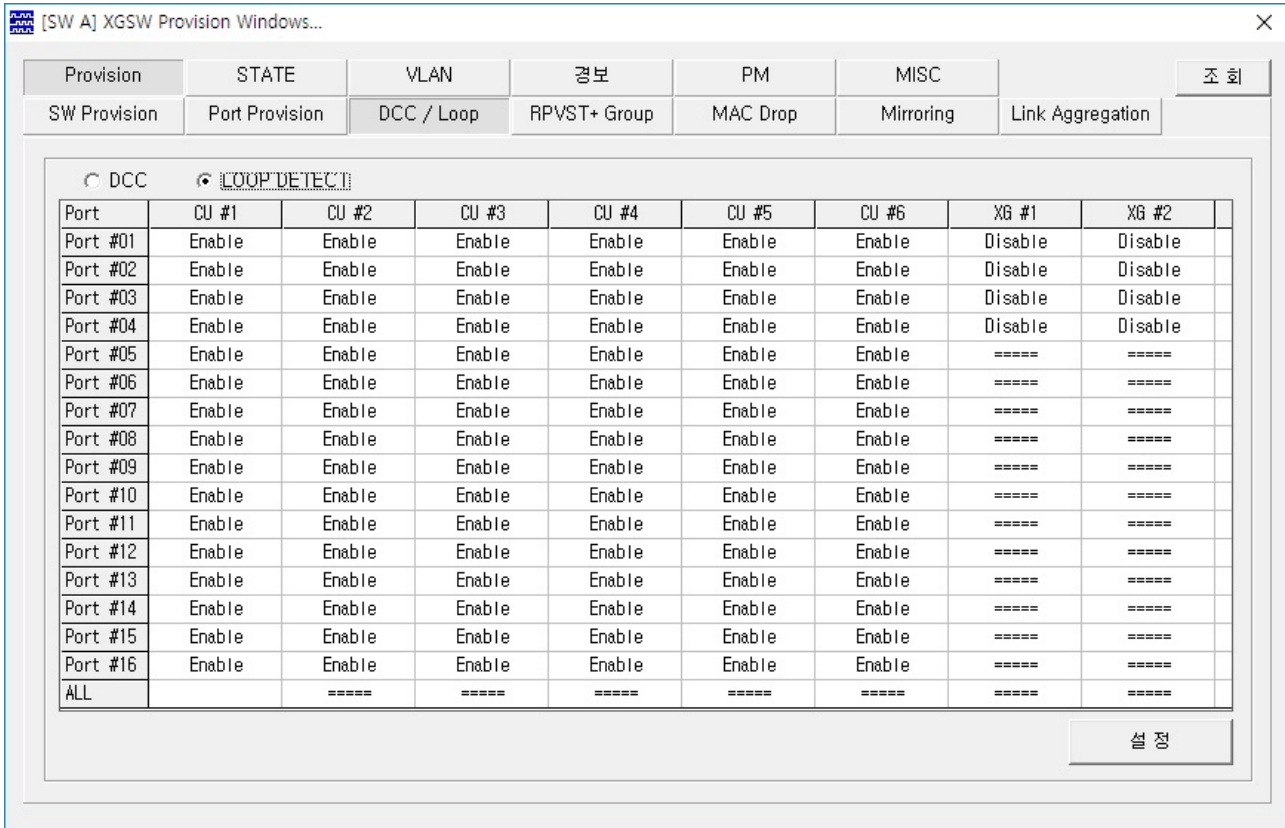 [SW A] XGSW Provision Windows...
Provision STATE VLAN 경보 PM MISC 조 회
SW Provision Port Provision DCC / Loop RPVST+ Group MAC Drop Mirroring Link Aggregation
DCC LOOP DETECT
Port CU #1 CU #2 CU #3 CU #4 CU #5 CU #6 XG #1 XG #2
Port #01 Enable Enable Enable Enable Enable Enable Disable Disable
Port #02 Enable Enable Enable Enable Enable Enable Disable Disable
Port #03 Enable Enable Enable Enable Enable Enable Disable Disable
Port #04 Enable Enable Enable Enable Enable Enable Disable Disable
Port #05 Enable Enable Enable Enable Enable Enable ===== =====
Port #06 Enable Enable Enable Enable Enable Enable ===== =====
Port #07 Enable Enable Enable Enable Enable Enable ===== =====
Port #08 Enable Enable Enable Enable Enable Enable ===== =====
Port #09 Enable Enable Enable Enable Enable Enable ===== =====
Port #10 Enable Enable Enable Enable Enable Enable ===== =====
Port #11 Enable Enable Enable Enable Enable Enable ===== =====
Port #12 Enable Enable Enable Enable Enable Enable ===== =====
Port #13 Enable Enable Enable Enable Enable Enable ===== =====
Port #14 Enable Enable Enable Enable Enable Enable ===== =====
Port #15 Enable Enable Enable Enable Enable Enable ===== =====
Port #16 Enable Enable Enable Enable Enable Enable ===== =====
ALL ===== ===== ===== ===== ===== ===== =====
설 정